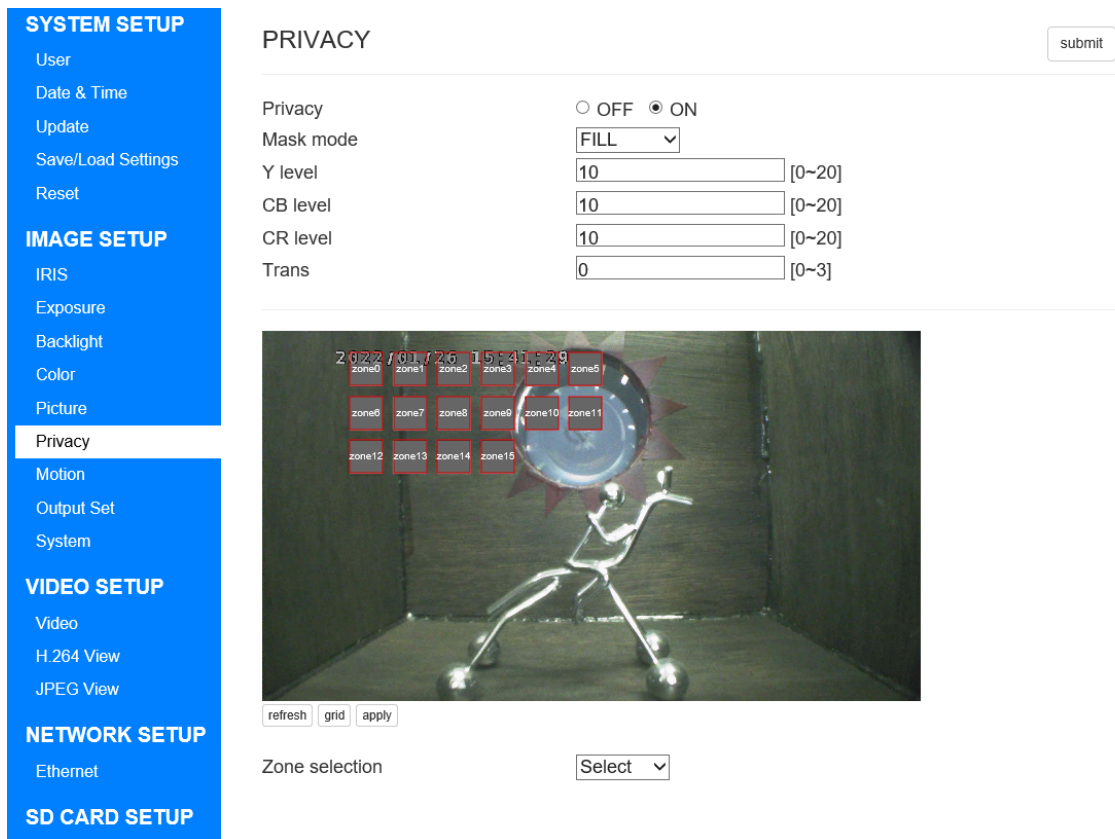 SYSTEM SETUP
User
Date & Time
Update
Save/Load Settings
Reset
IMAGE SETUP
IRIS
Exposure
Backlight
Color
Picture
Privacy
Motion
Output Set
System
VIDEO SETUP
Video
H.264 View
JPEG View
NETWORK SETUP
Ethernet
SD CARD SETUP
PRIVACY
submit
Privacy OFF ON
Mask mode FILL
Y level 10 [0~20]
CB level 10 [0~20]
CR level 10 [0~20]
Trans 0 [0~3]
2022/01/26 15:41:29
zone0 zone1 zone2 zone3 zone4 zone5
zone6 zone7 zone8 zone9 zone10 zone11
zone12 zone13 zone14 zone15
refresh grid apply
Zone selection Select